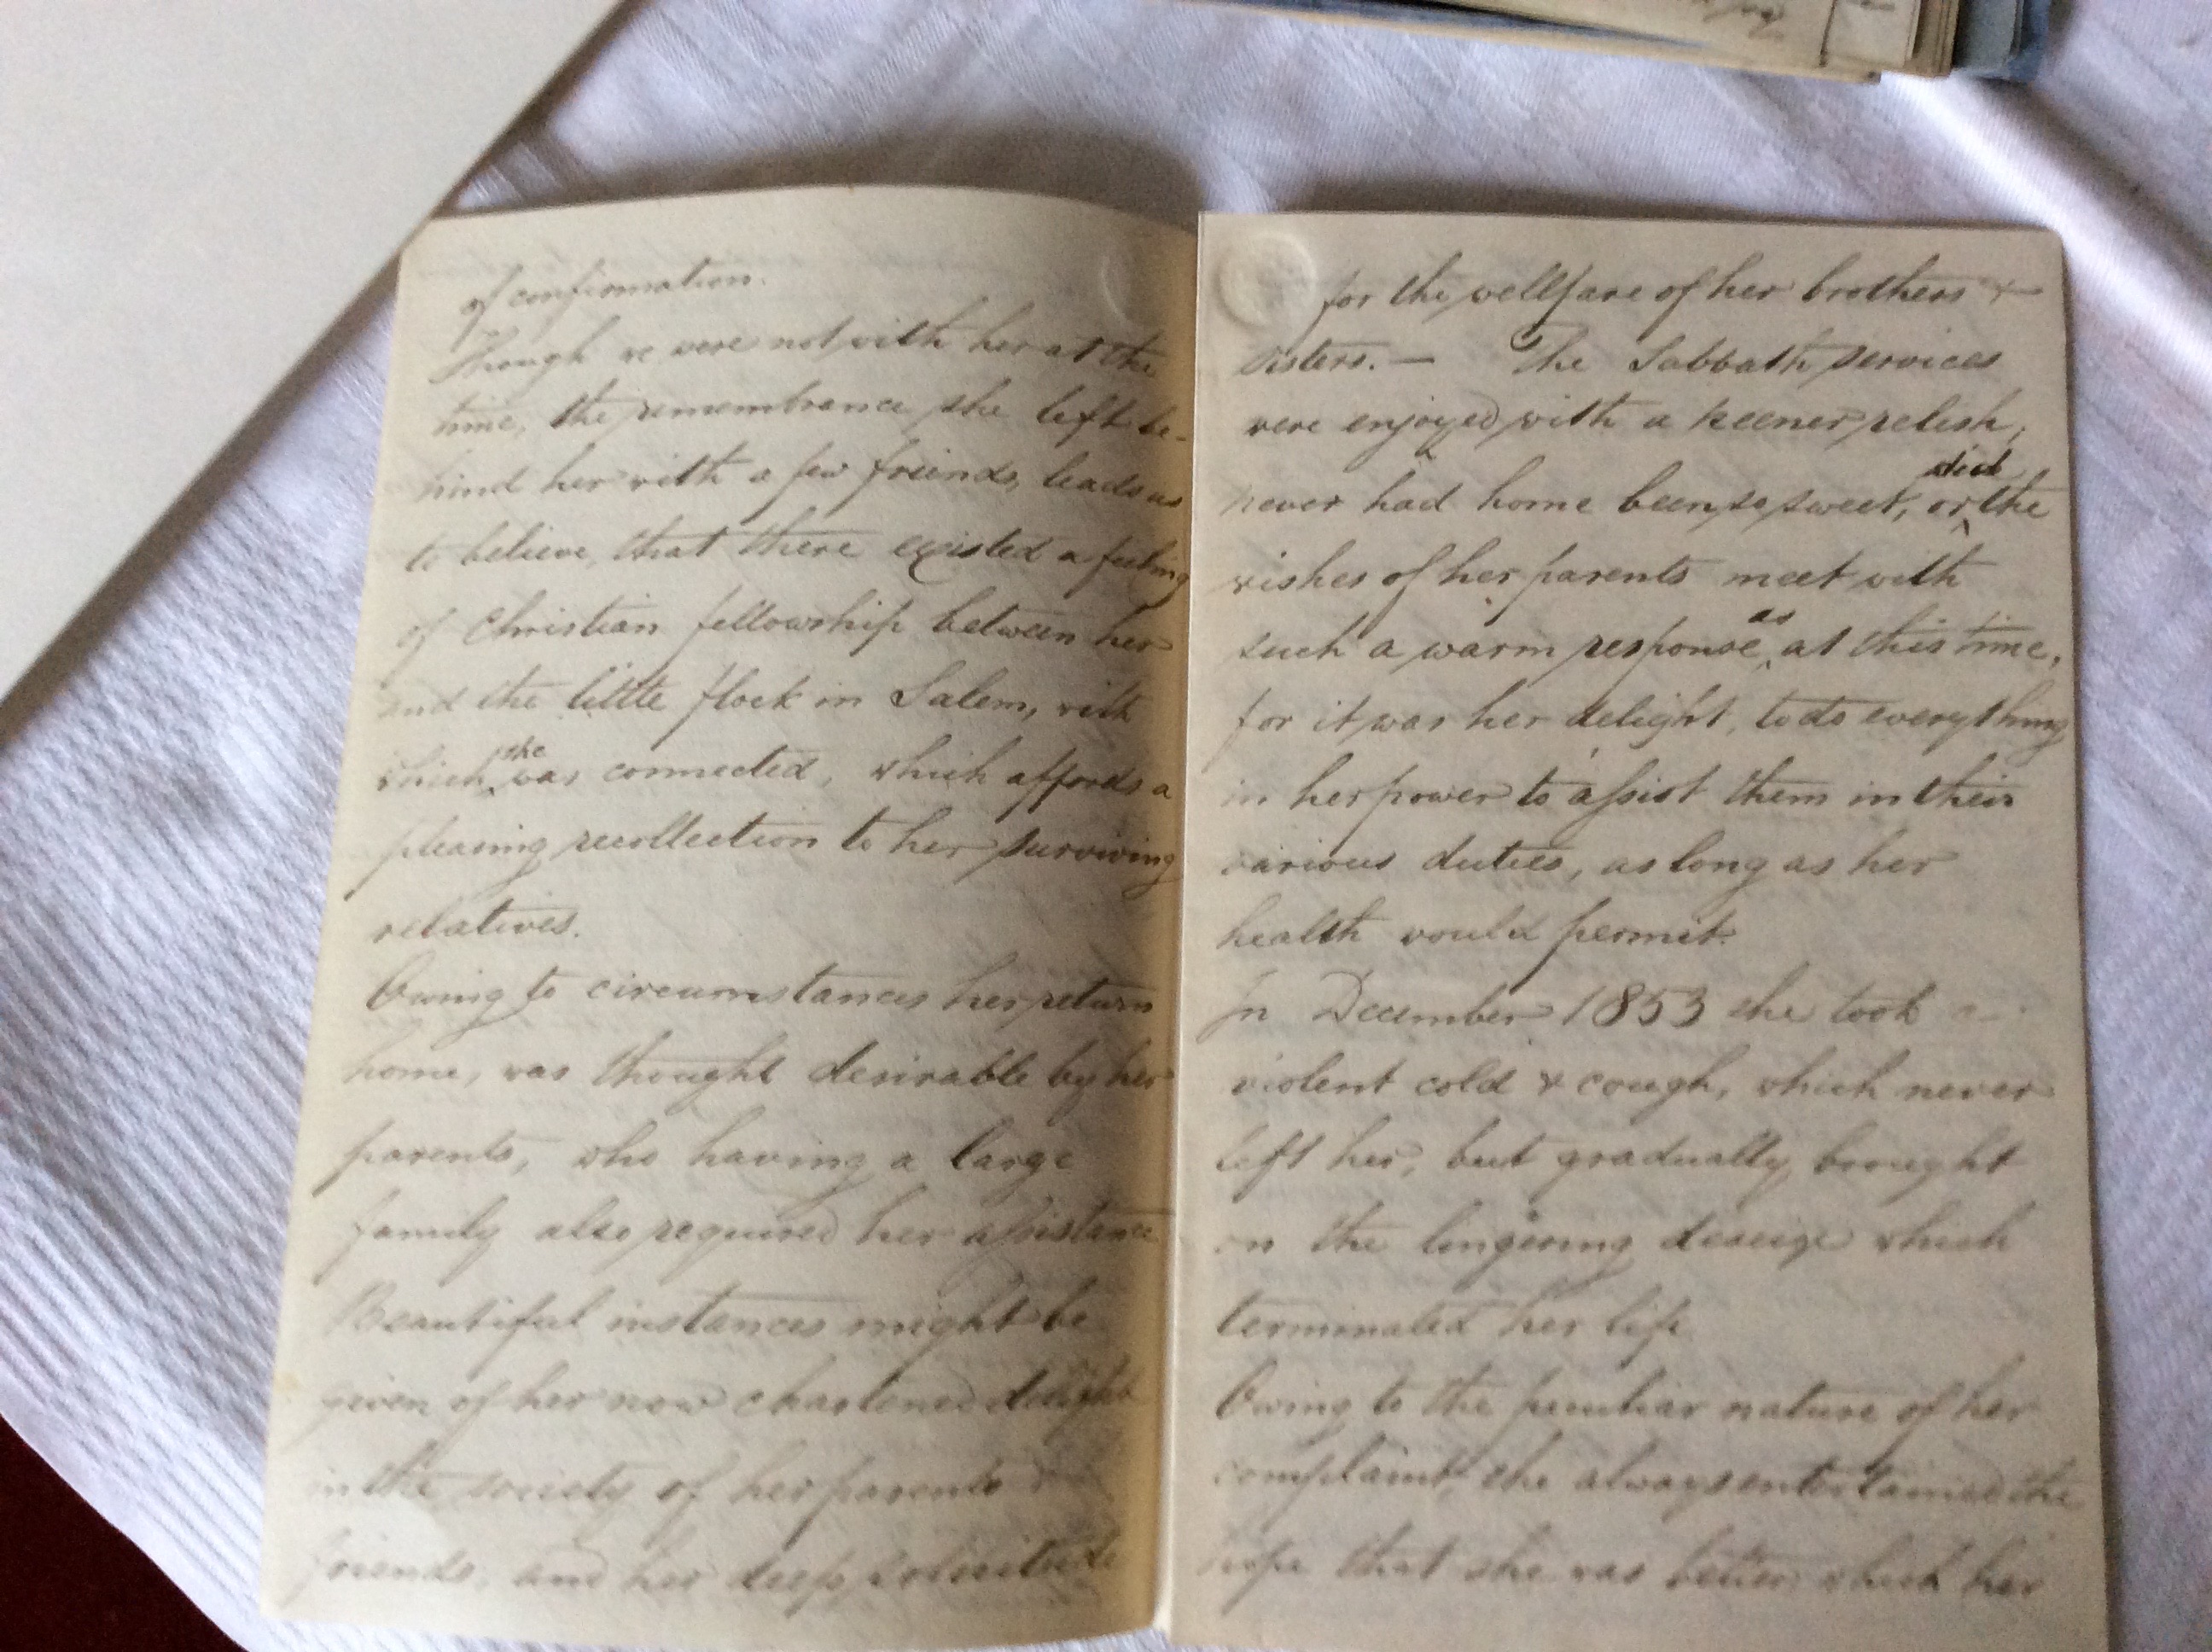 of confirmation.
Though we were not with her at the
time, the remembrance she left be-
hind her with a few friends, leads us
to believe, that there existed a feeling
of Christian fellowship between her
and the little flock in Salem, with
which she was connected, which affords a
pleasing recollection to her surviving
relatives.
Owing to circumstances her return
home, was thought desirable by her
parents, who having a large
family also required her assistance
Beautiful instances might be
given of her now chastened delight
in the society of her parents &
friends, and her deep solicitude
for the wellfare of her brothers &
sisters. — The Sabbath services
were enjoyed with a keener relish,
never had home been so sweet, or did the
wishes of her parents meet with
such a warm response as at this time,
for it was her delight, to do everything
in her power to assist them in their
various duties, as long as her
health would permit.
In December 1853 she took a
violent cold & cough, which never
left her, but gradually brought
on the lingering which
terminated her life
Owing to the peculiar nature of her
complaint, she always entertained the
hope that she was better which her